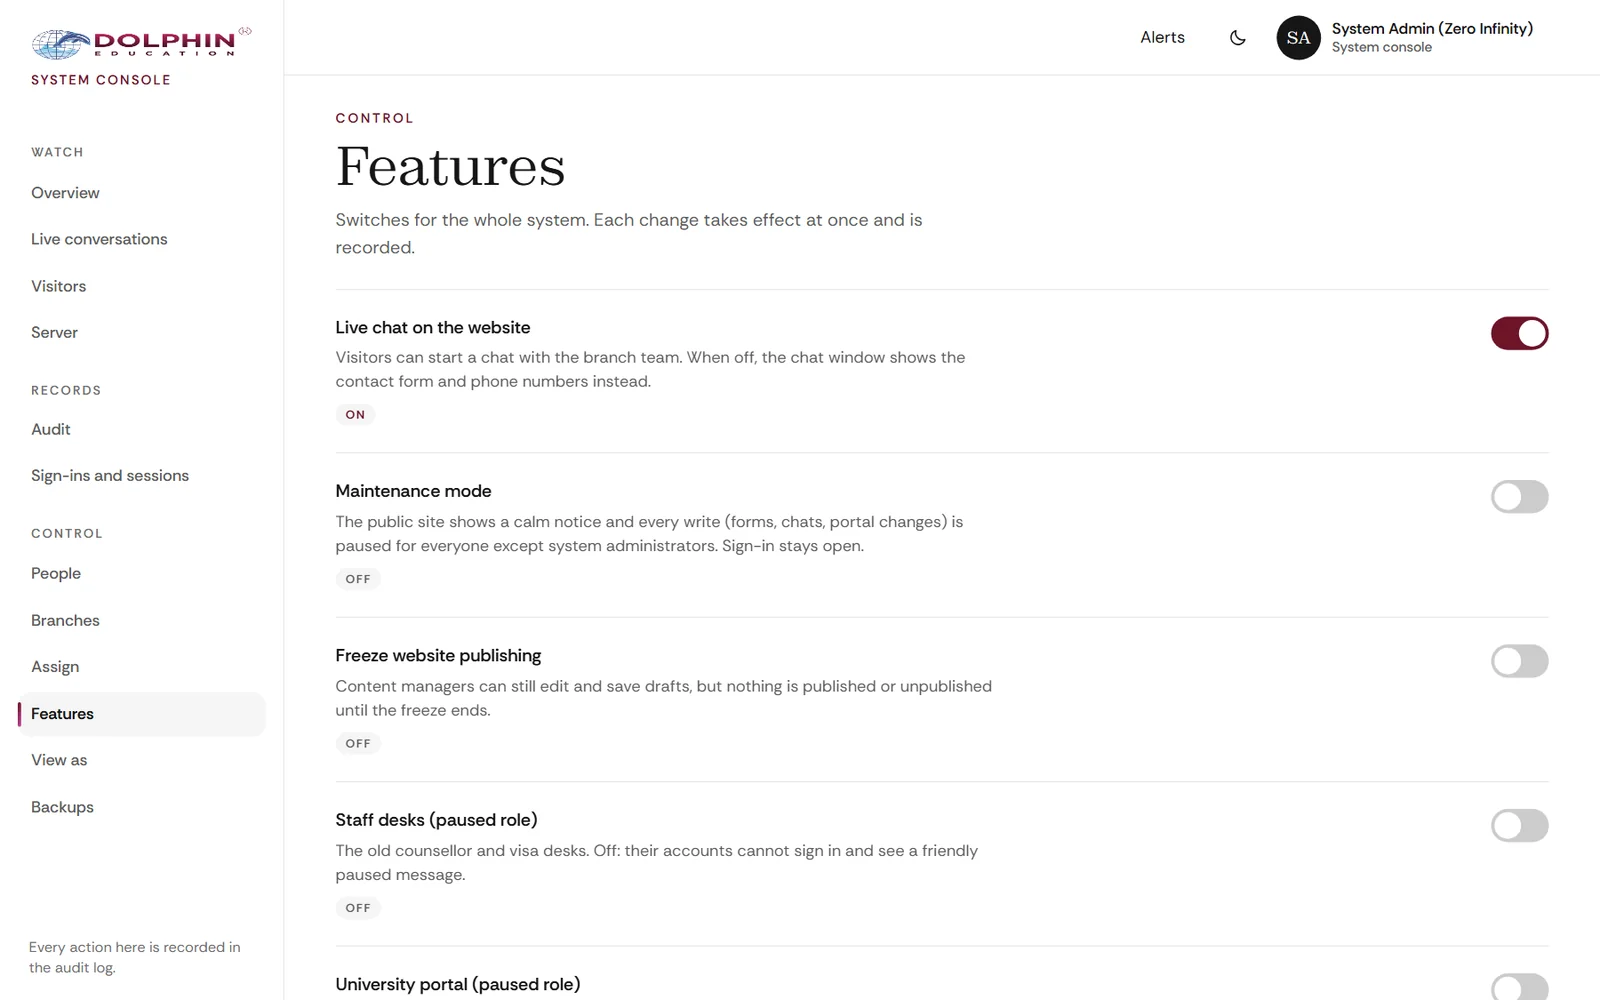 DOLPHIN
EDUCATION
SYSTEM CONSOLE
WATCH
Overview
Live conversations
Visitors
Server
RECORDS
Audit
Sign-ins and sessions
CONTROL
People
Branches
Assign
Features
View as
Backups
Every action here is recorded in
the audit log.
Alerts
SA
System Admin (Zero Infinity)
System console
CONTROL
Features
Switches for the whole system. Each change takes effect at once and is
recorded.
Live chat on the website
Visitors can start a chat with the branch team. When off, the chat window shows the
contact form and phone numbers instead.
ON
Maintenance mode
The public site shows a calm notice and every write (forms, chats, portal changes) is
paused for everyone except system administrators. Sign-in stays open.
OFF
Freeze website publishing
Content managers can still edit and save drafts, but nothing is published or unpublished
until the freeze ends.
OFF
Staff desks (paused role)
The old counsellor and visa desks. Off: their accounts cannot sign in and see a friendly
paused message.
OFF
University portal (paused role)